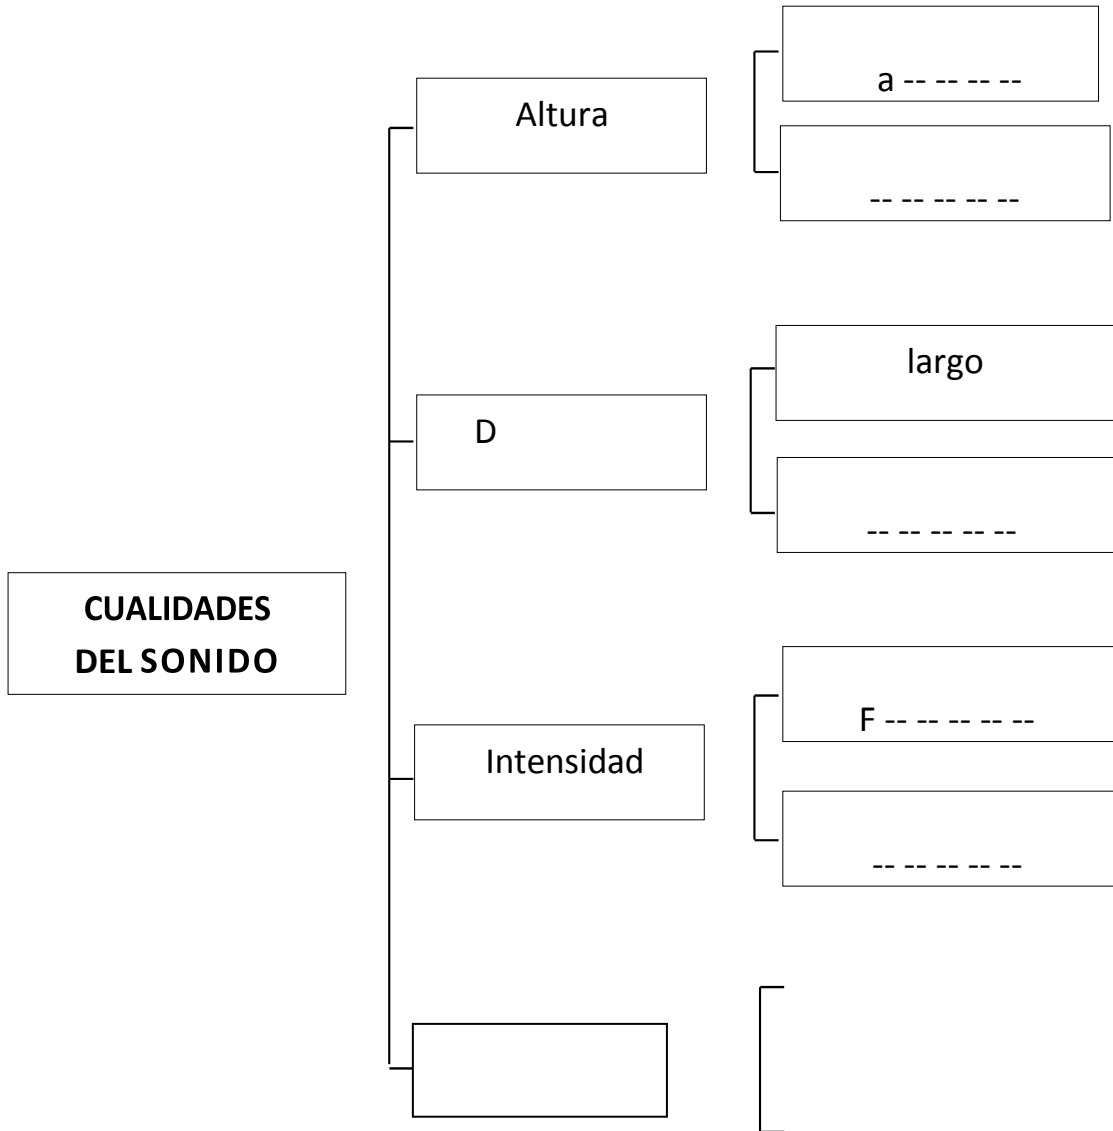 a -- -- -- --
Altura
-- -- -- -- --
largo
D
-- -- -- -- --
CUALIDADES
DEL SONIDO
F -- -- -- -- --
Intensidad
-- -- -- -- --